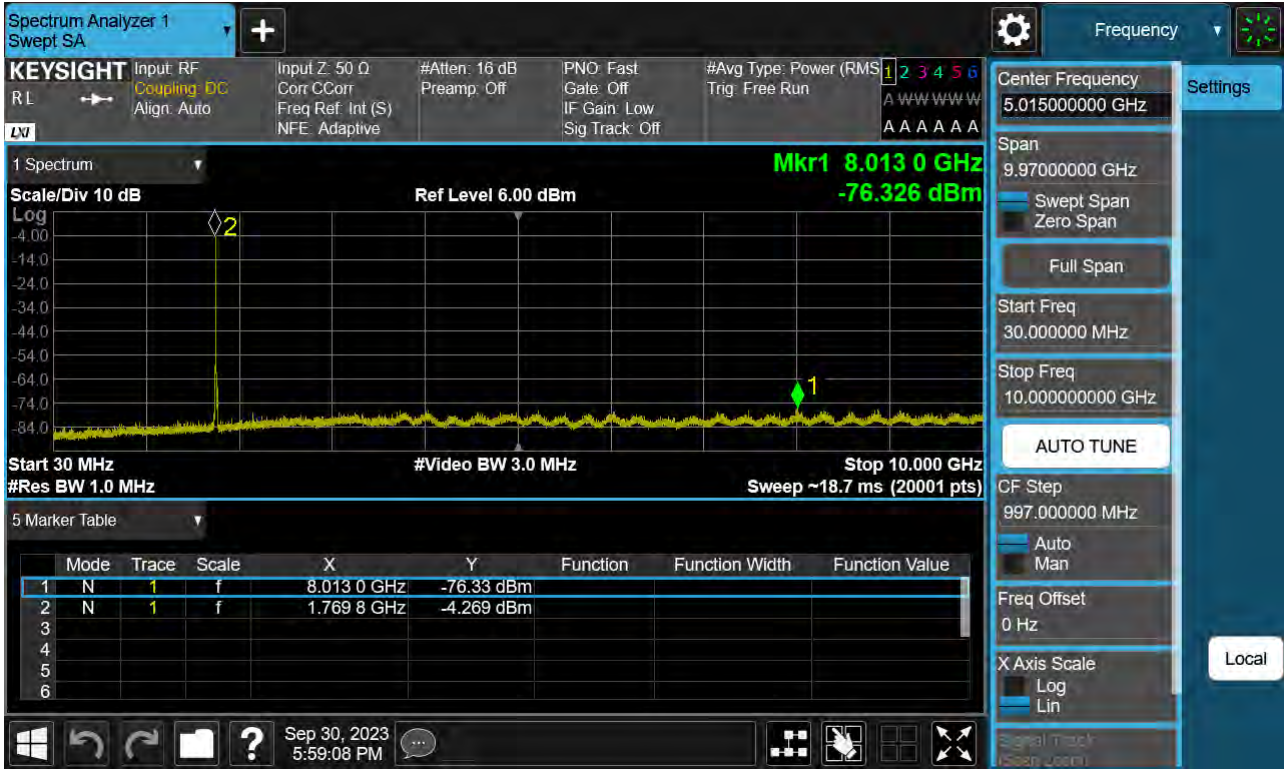 Spectrum Analyzer 1
Swept SA
+
Frequency
KEYSIGHT Input: RF Input Z: 50 Ω #Atten: 16 dB PNO: Fast #Avg Type: Power (RMS 1 2 3 4 5 6
RL Coupling: DC Corr CCorr Preamp: Off Gate: Off Trig: Free Run A W W W W W
Align: Auto Freq Ref: Int (S) IF Gain: Low
LXI NFE: Adaptive Sig Track: Off A A A A A A
Center Frequency
5.015000000 GHz
Settings
1 Spectrum
Mkr1 8.013 0 GHz
Scale/Div 10 dB Ref Level 6.00 dBm -76.326 dBm
Log
2
-4.00
-14.0
-24.0
-34.0
-44.0
-54.0
-64.0
1
-74.0
-84.0
Start 30 MHz #Video BW 3.0 MHz Stop 10.000 GHz
#Res BW 1.0 MHz Sweep ~18.7 ms (20001 pts)
Span
9.97000000 GHz
Swept Span
Zero Span
Full Span
Start Freq
30.000000 MHz
Stop Freq
10.000000000 GHz
AUTO TUNE
CF Step
997.000000 MHz
Auto
Man
Freq Offset
0 Hz
X Axis Scale
Log
Lin
Local
5 Marker Table
Mode Trace Scale X Y Function Function Width Function Value
1 N 1 f 8.013 0 GHz -76.33 dBm
2 N 1 f 1.769 8 GHz -4.269 dBm
3
4
5
6
?
Sep 30, 2023
5:59:08 PM
Signal Track
(Span Zoom)